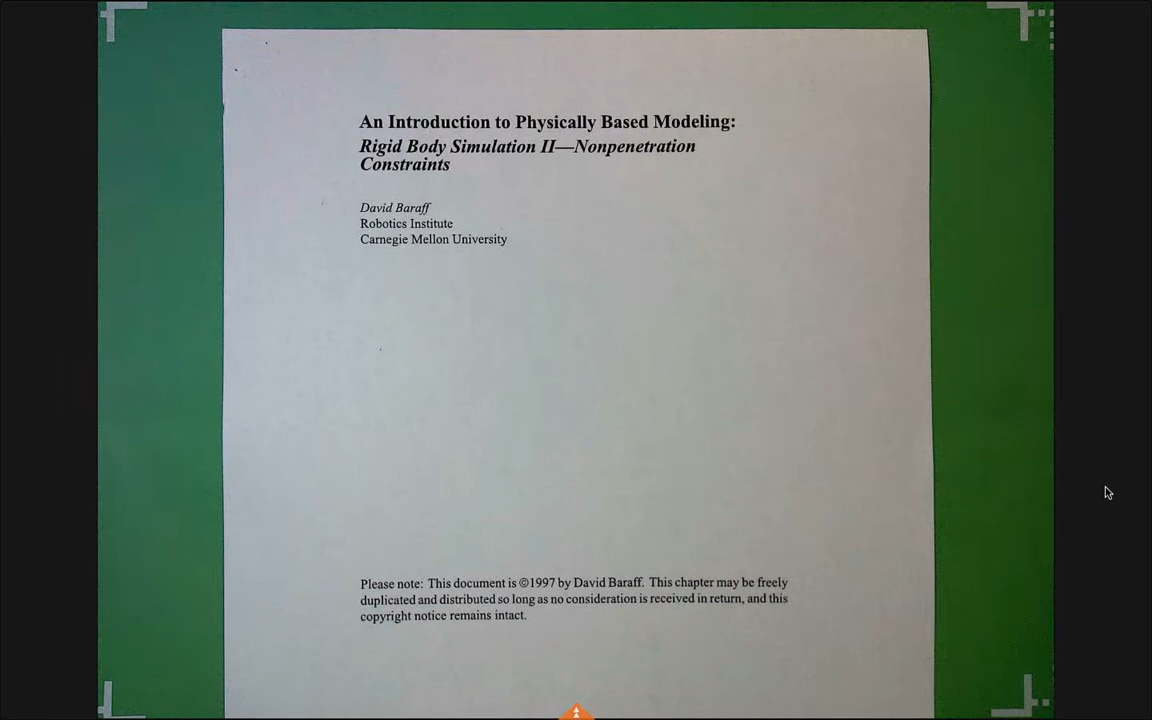 An Introduction to Physically Based Modeling:
Rigid Body Simulation II—Nonpenetration
Constraints
David Baraff
Robotics Institute
Carnegie Mellon University
Please note: This document is ©1997 by David Baraff. This chapter may be freely
duplicated and distributed so long as no consideration is received in return, and this
copyright notice remains intact.